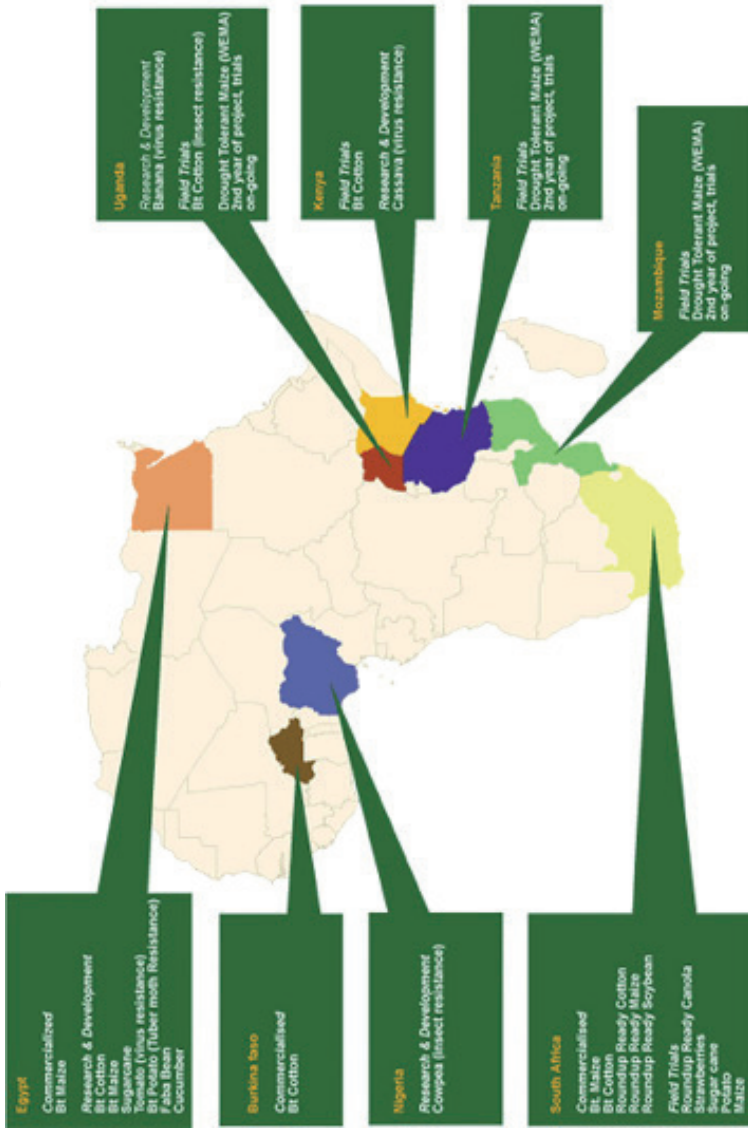 Egypt
Commercialized
Bt Maize
Research & Development
Bt Cotton
Bt Maize
Sugarcane
Tomato (virus resistance)
Bt Potato (Tuber moth Resistance)
Faba Bean
Cucumber
Burkina faso
Commercialised
Bt Cotton
Nigeria
Research & Development
Cowpea (insect resistance)
South Africa
Commercialised
Bt. Maize
Bt Cotton
Roundup Ready Cotton
Roundup Ready Maize
Roundup Ready Soybean
Field Trials
Roundup Ready Canola
Strawberries
Sugar cane
Potato
Maize
Uganda
Research & Development
Banana (virus resistance)
Field Trials
Bt Cotton (insect resistance)
Drought Tolerant Maize (WEMA)
2nd year of project, trials
on-going
Kenya
Field Trials
Bt Cotton
Research & Development
Cassava (virus resistance)
Tanzania
Field Trials
Drought Tolerant Maize (WEMA)
2nd year of project, trials
on-going
Mozambique
Field Trials
Drought Tolerant Maize (WEMA)
2nd year of project, trials
on-going